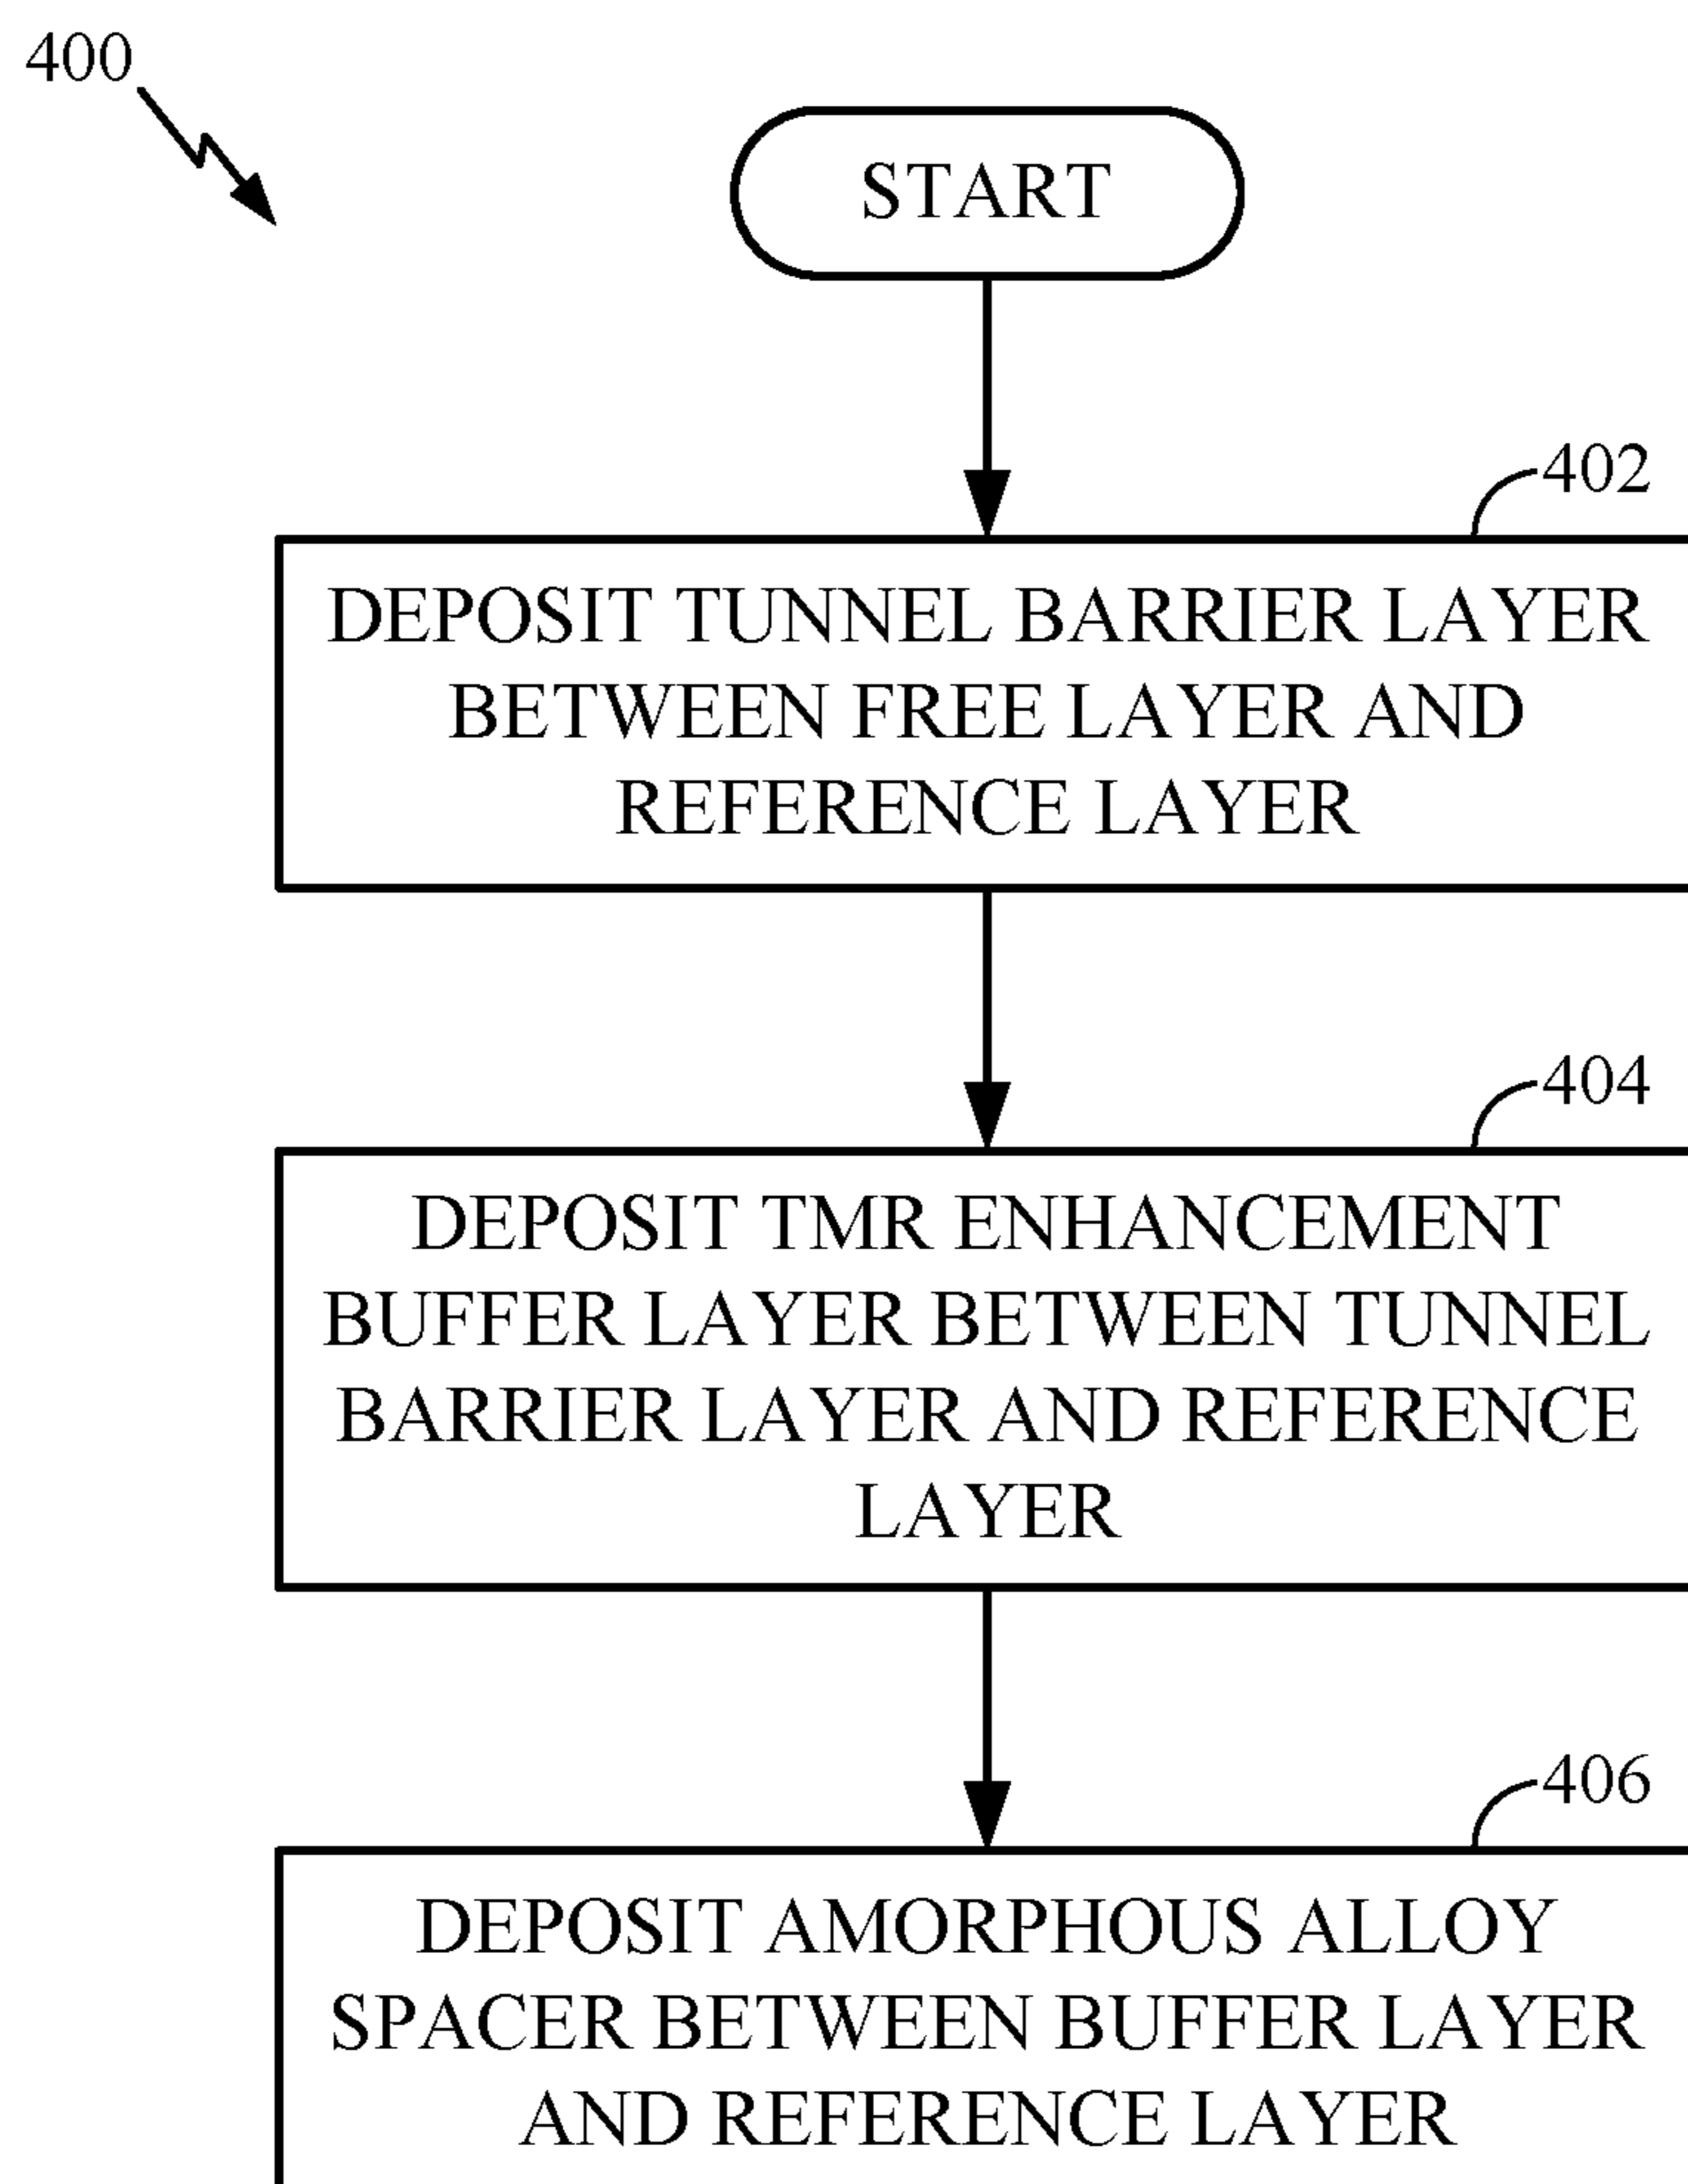 400
START
402
DEPOSIT TUNNEL BARRIER LAYER
BETWEEN FREE LAYER AND
REFERENCE LAYER
404
DEPOSIT TMR ENHANCEMENT
BUFFER LAYER BETWEEN TUNNEL
BARRIER LAYER AND REFERENCE
LAYER
406
DEPOSIT AMORPHOUS ALLOY
SPACER BETWEEN BUFFER LAYER
AND REFERENCE LAYER